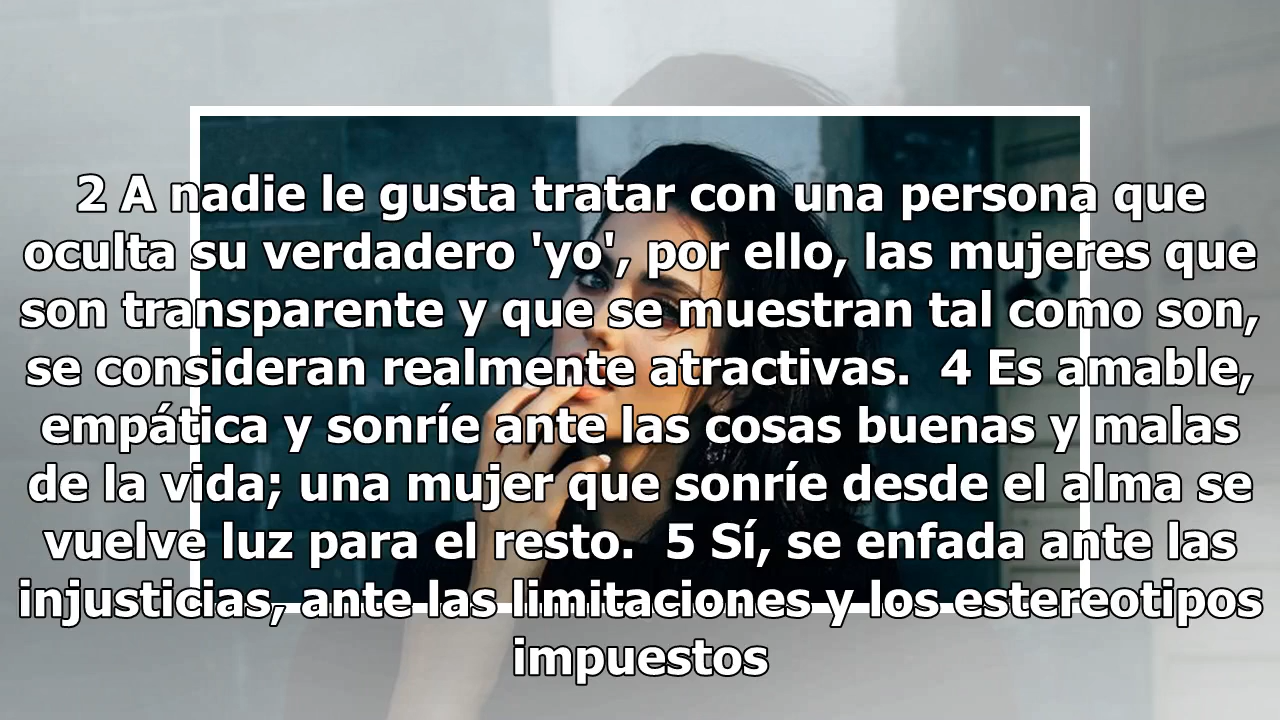 2 A nadie le gusta tratar con una persona que
oculta su verdadero 'yo', por ello, las mujeres que
son transparente y que se muestran tal como son,
se consideran realmente atractivas.  4 Es amable,
empática y sonríe ante las cosas buenas y malas
de la vida; una mujer que sonríe desde el alma se
vuelve luz para el resto.  5 Sí, se enfada ante las
injusticias, ante las limitaciones y los estereotipos
impuestos